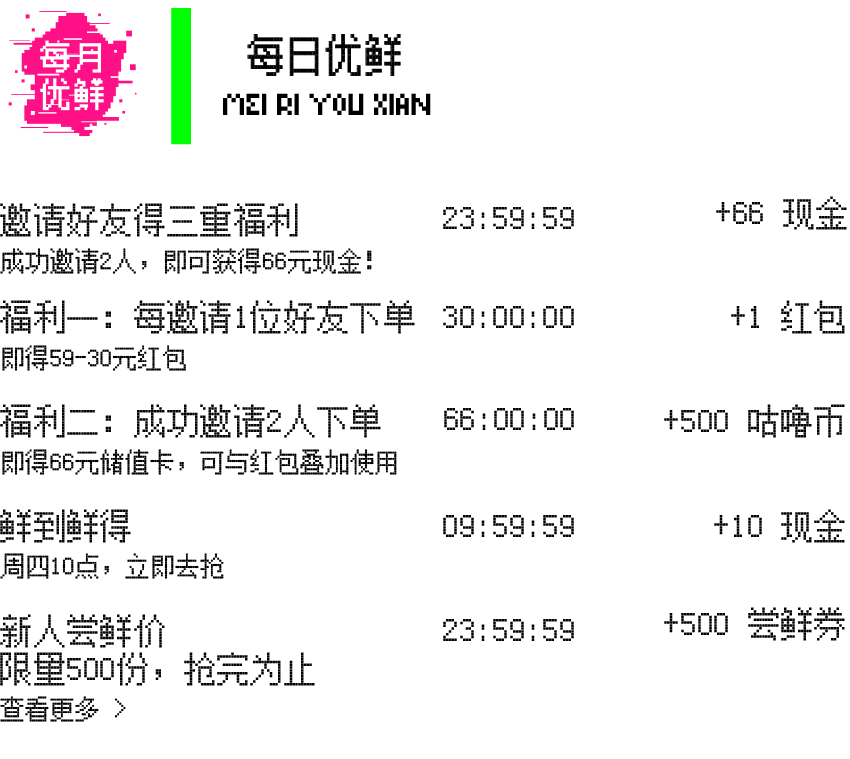 每月
优鲜
每日优鲜
MEI RI YOU XIAN
邀请好友得三重福利 23:59:59 +66 现金
成功邀请2人，即可获得66元现金！
福利一：每邀请1位好友下单 30:00:00 +1 红包
即得59-30元红包
福利二：成功邀请2人下单 66:00:00 +500 咕噜币
即得66元储值卡，可与红包叠加使用
鲜到鲜得 09:59:59 +10 现金
周四10点，立即去抢
新人尝鲜价 23:59:59 +500 尝鲜券
限量500份，抢完为止
查看更多 >